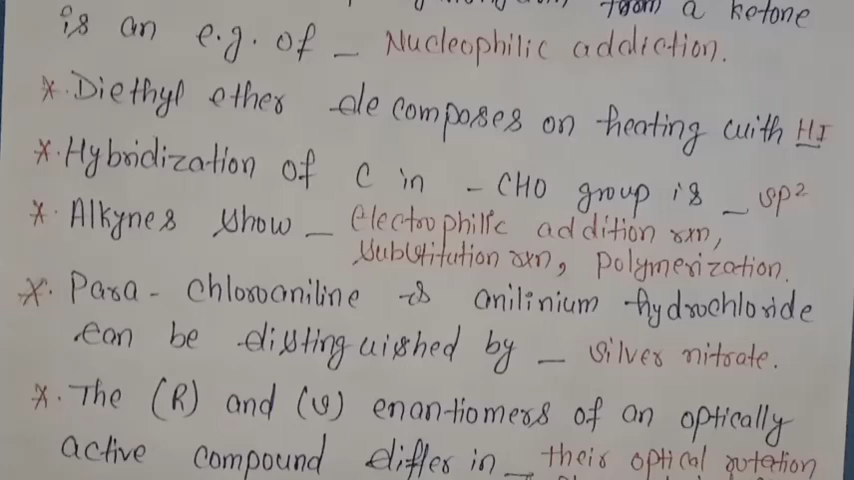 from a ketone
is an e.g. of _ Nucleophilic addiction.
*. Diethyl ether decomposes on heating with HI
*. Hybridization of C in - CHO group is _ sp²
*. Alkynes show _ electrophilic addition rxn,
substitution rxn, polymerization.
*. Para - chloroaniline & anilinium hydrochloride
can be distinguished by _ silver nitrate.
*. The (R) and (S) enantiomers of an optically
active compound differ in _ their optical rotation